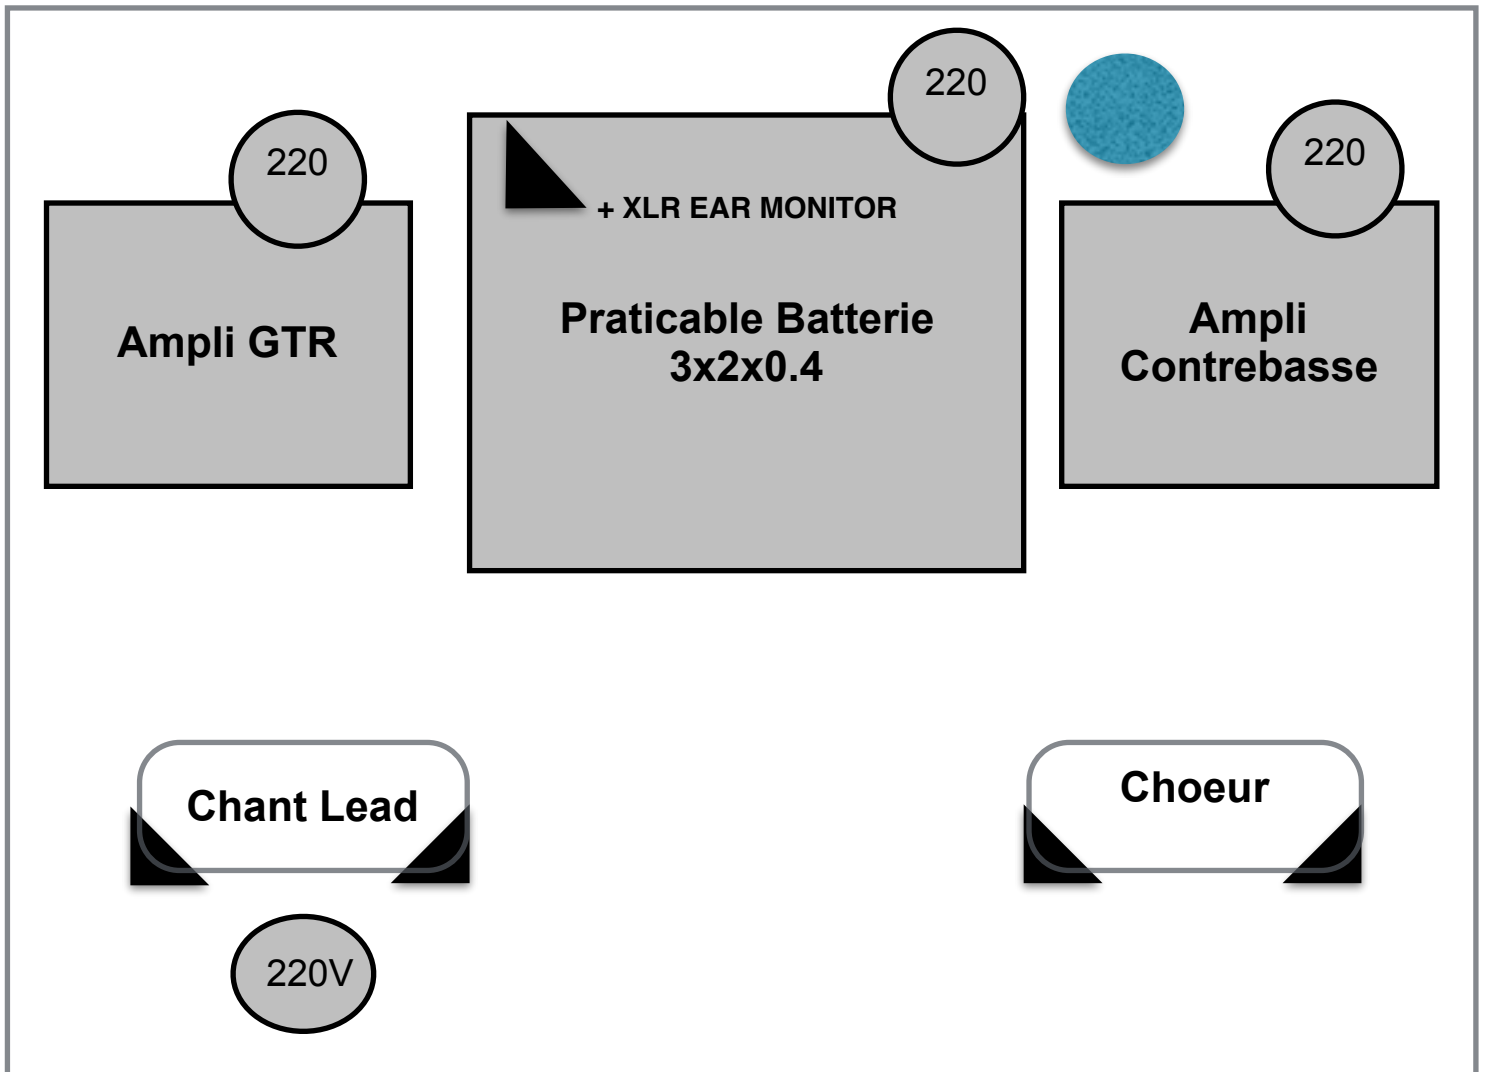 220
220
220
+ XLR EAR MONITOR
Ampli GTR
Praticable Batterie
3x2x0.4
Ampli
Contrebasse
Chant Lead
Choeur
220V